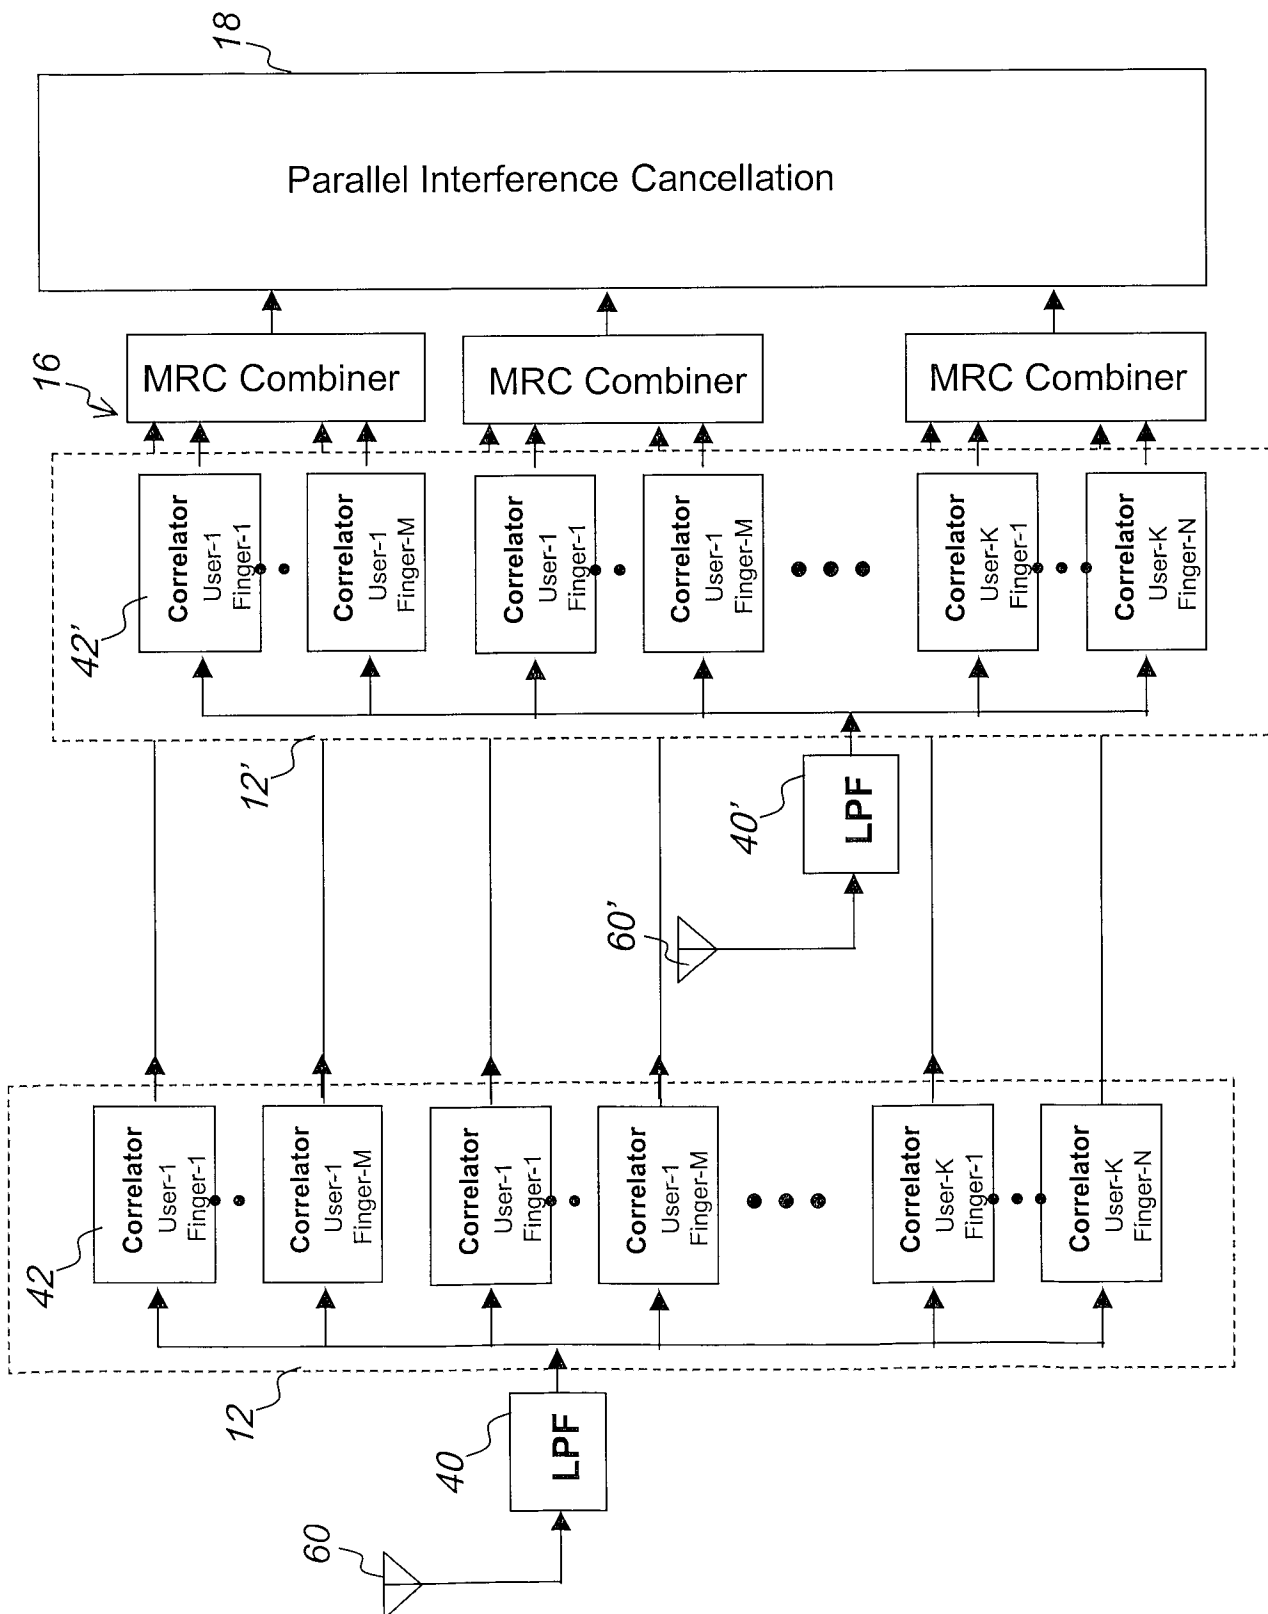 18
Parallel Interference Cancellation
16
MRC Combiner
MRC Combiner
MRC Combiner
42'
Correlator
User-1
Finger-1
Correlator
User-1
Finger-M
Correlator
User-1
Finger-1
Correlator
User-1
Finger-M
Correlator
User-K
Finger-1
Correlator
User-K
Finger-N
12'
40'
LPF
60'
42
Correlator
User-1
Finger-1
Correlator
User-1
Finger-M
Correlator
User-1
Finger-1
Correlator
User-1
Finger-M
Correlator
User-K
Finger-1
Correlator
User-K
Finger-N
12
40
LPF
60